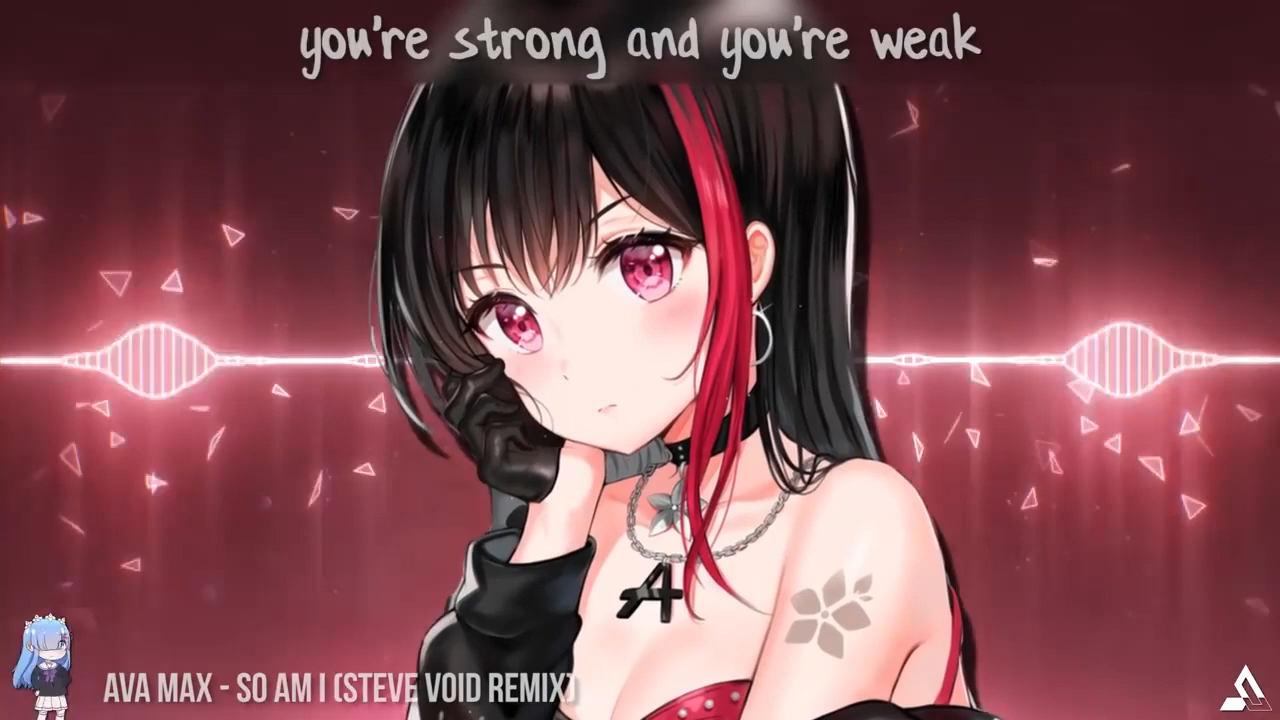 you're strong and you're weak
A
AVA MAX - SO AM I (STEVE VOID REMIX)